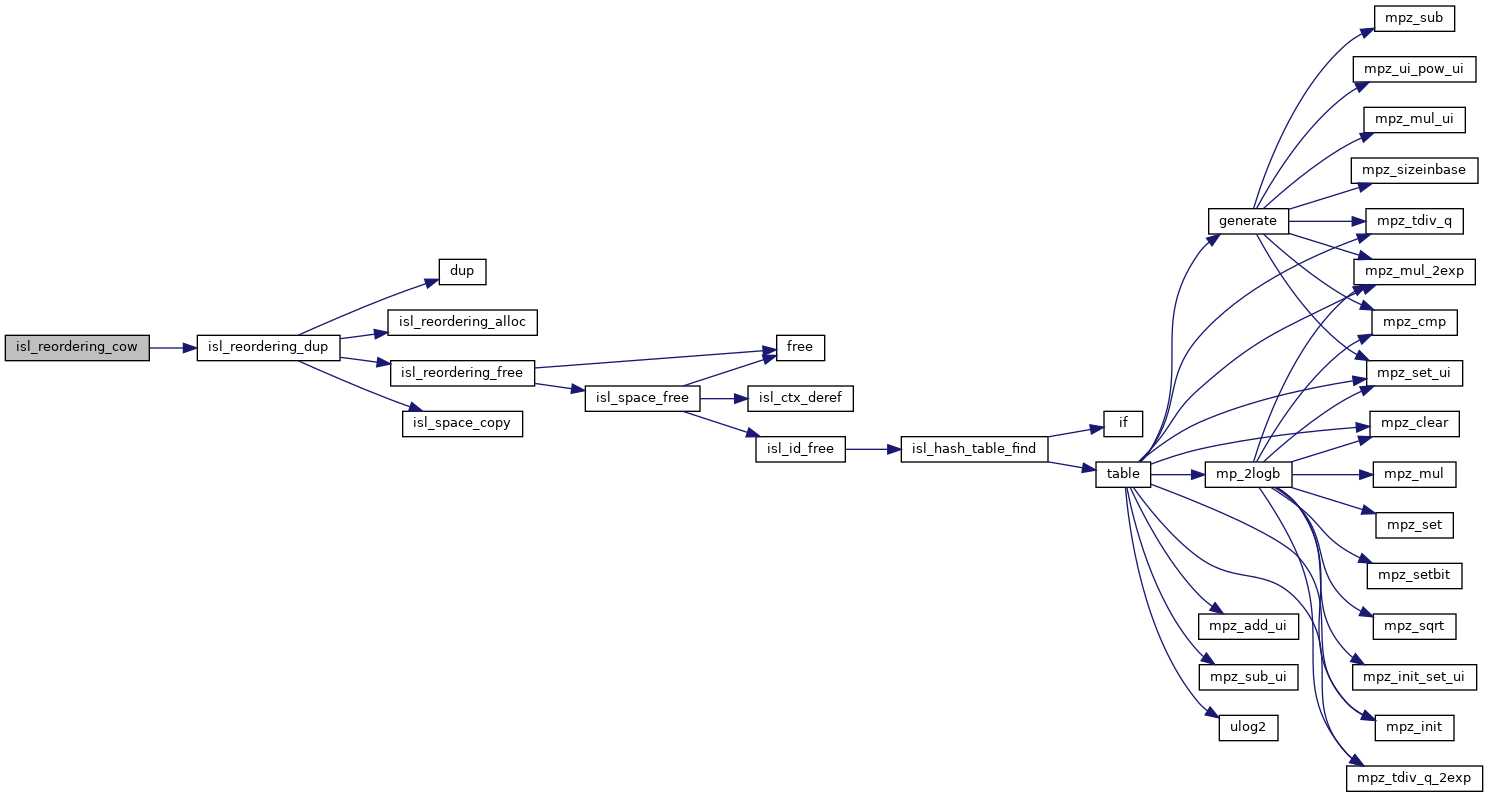 mpz_sub
mpz_ui_pow_ui
mpz_mul_ui
mpz_sizeinbase
generate
mpz_tdiv_q
dup
mpz_mul_2exp
isl_reordering_alloc
mpz_cmp
isl_reordering_cow
isl_reordering_dup
free
isl_reordering_free
mpz_set_ui
isl_space_free
isl_ctx_deref
isl_space_copy
if
mpz_clear
isl_id_free
isl_hash_table_find
table
mp_2logb
mpz_mul
mpz_set
mpz_setbit
mpz_add_ui
mpz_sqrt
mpz_sub_ui
mpz_init_set_ui
ulog2
mpz_init
mpz_tdiv_q_2exp